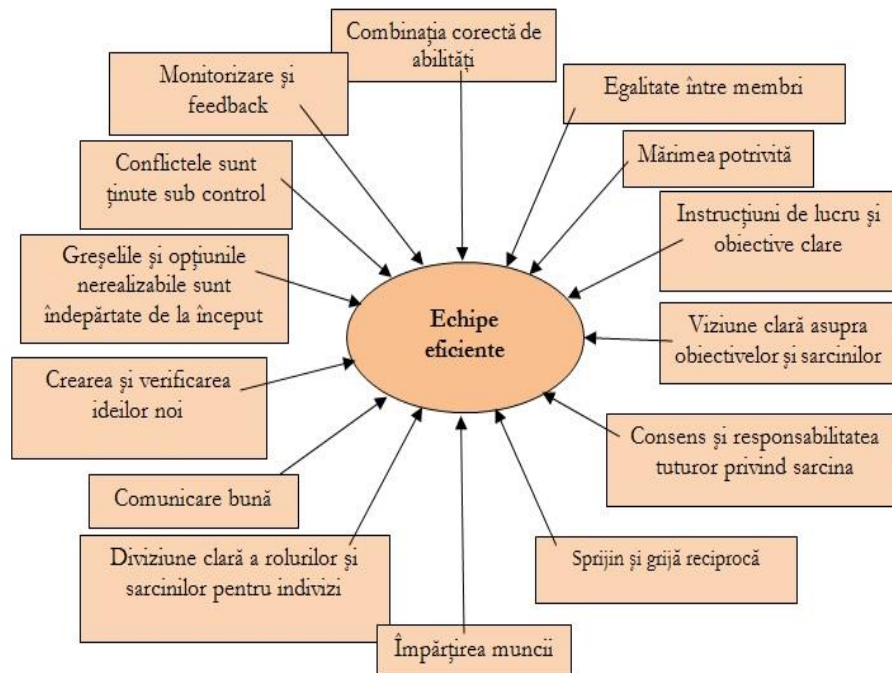 Combinația corectă de
abilități
Monitorizare și
feedback
Egalitate între membri
Mărimea potrivită
Conflictele sunt
ținute sub control
Instrucțiuni de lucru și
obiective clare
Greșelile și opțiunile
nerealizabile sunt
îndepărtate de la început
Echipe
eficiente
Viziune clară asupra
obiectivelor și sarcinilor
Crearea și verificarea
ideilor noi
Consens și responsabilitatea
tuturor privind sarcina
Comunicare bună
Diviziune clară a rolurilor și
sarcinilor pentru indivizi
Sprijin și grijă reciprocă
Împărțirea muncii